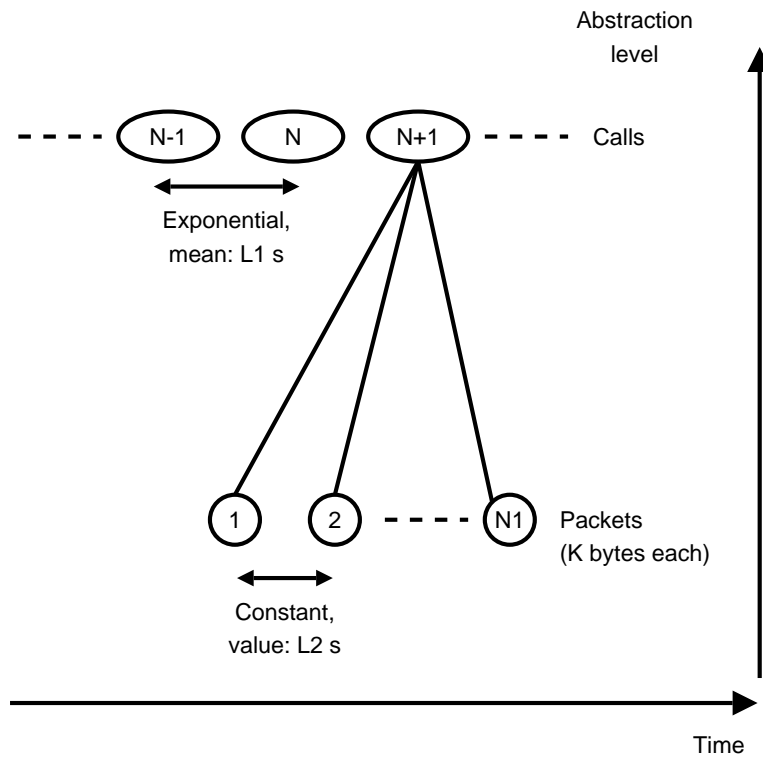 Abstraction
level
N-1 N N+1 Calls
Exponential,
mean: L1 s
1 2 N1 Packets
(K bytes each)
Constant,
value: L2 s
Time